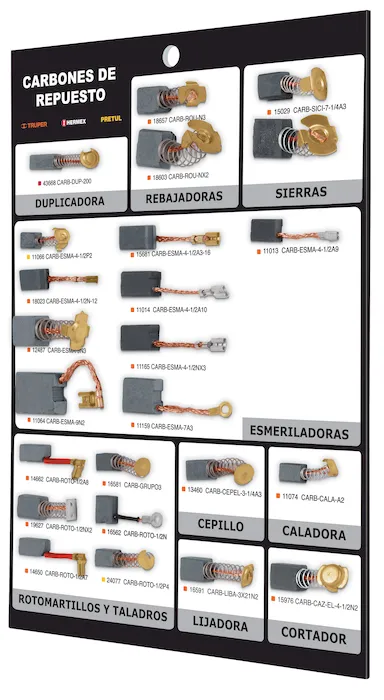 CARBONES DE
REPUESTO
TRUPER HERMEX PRETUL
43668 CARB-DUP-200
DUPLICADORA
18657 CARB-ROU-N3
18603 CARB-ROU-NX2
REBAJADORAS
15029 CARB-SICI-7-1/4A3
SIERRAS
11066 CARB-ESMA-4-1/2P2
18023 CARB-ESMA-4-1/2N-12
12487 CARB-ESMA-9N3
11064 CARB-ESMA-9N2
15681 CARB-ESMA-4-1/2A3-16
11014 CARB-ESMA-4-1/2A10
11165 CARB-ESMA-4-1/2NX3
11159 CARB-ESMA-7A3
11013 CARB-ESMA-4-1/2A9
ESMERILADORAS
14662 CARB-ROTO-1/2A8
19627 CARB-ROTO-1/2NX2
14650 CARB-ROTO-1/2A7
16581 CARB-GRUPO3
16562 CARB-ROTO-1/2N
24077 CARB-ROTO-1/2P4
ROTOMARTILLOS Y TALADROS
13460 CARB-CEPEL-3-1/4A3
CEPILLO
11074 CARB-CALA-A2
CALADORA
16591 CARB-LIBA-3X21N2
LIJADORA
15976 CARB-CAZ-EL-4-1/2N2
CORTADOR